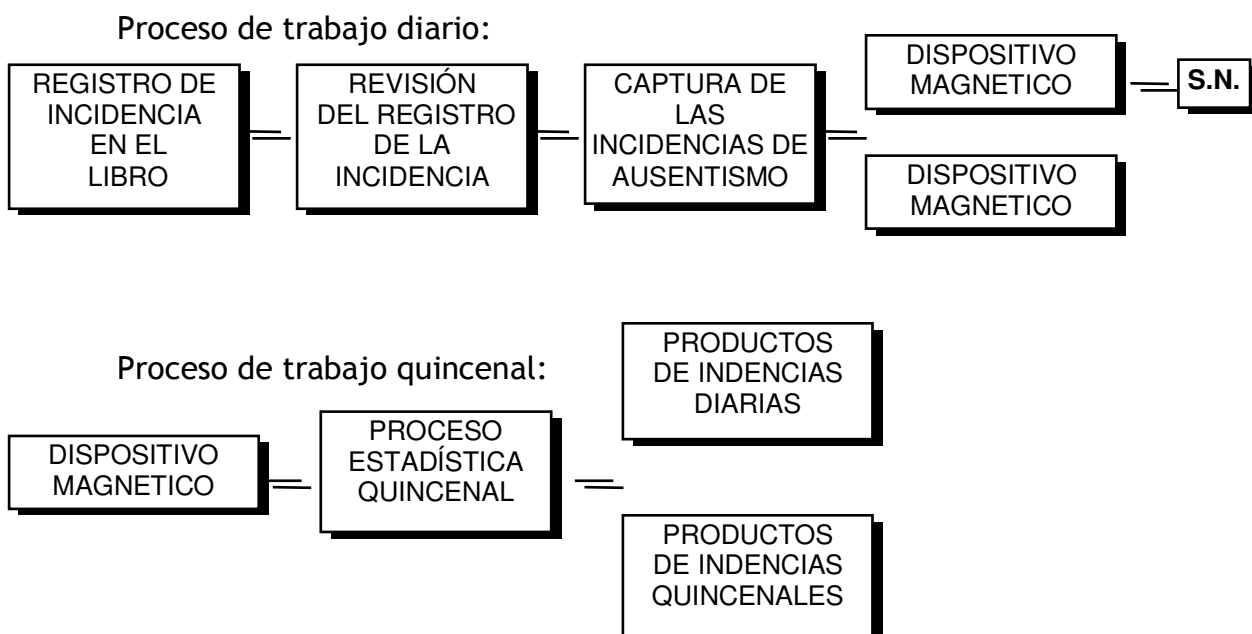 Proceso de trabajo diario:
REGISTRO DE
INCIDENCIA
EN EL
LIBRO
REVISIÓN
DEL REGISTRO
DE LA
INCIDENCIA
CAPTURA DE
LAS
INCIDENCIAS DE
AUSENTISMO
DISPOSITIVO
MAGNETICO
S.N.
DISPOSITIVO
MAGNETICO
Proceso de trabajo quincenal:
DISPOSITIVO
MAGNETICO
PROCESO
ESTADÍSTICA
QUINCENAL
PRODUCTOS
DE INDENCIAS
DIARIAS
PRODUCTOS
DE INDENCIAS
QUINCENALES